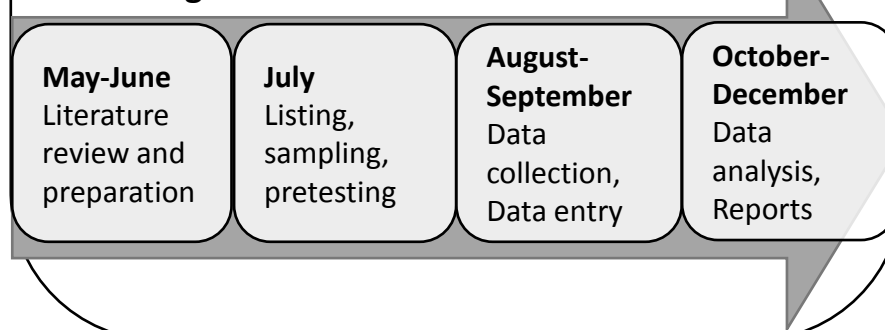 May-June
Literature
review and
preparation
July
Listing,
sampling,
pretesting
August-
September
Data
collection,
Data entry
October-
December
Data
analysis,
Reports